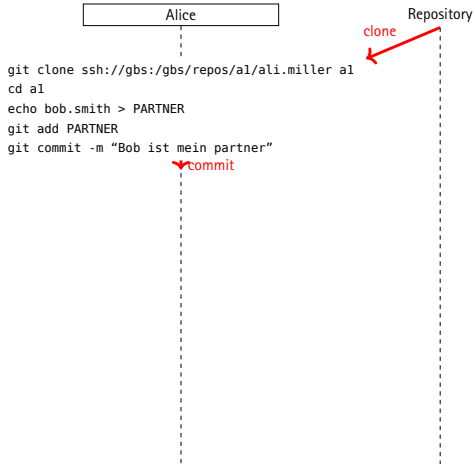 Alice
Repository
clone
git clone ssh://gbs:/gbs/repos/a1/ali.miller a1
cd a1
echo bob.smith > PARTNER
git add PARTNER
git commit -m “Bob ist mein partner”
commit